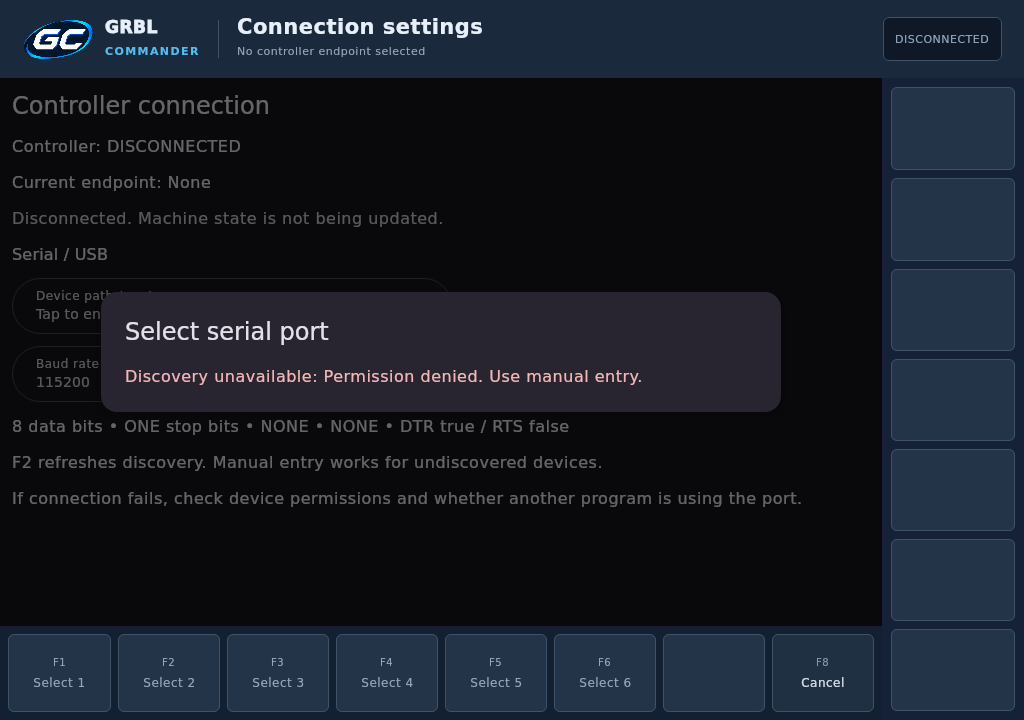 GC
GRBL
COMMANDER
Connection settings
No controller endpoint selected
DISCONNECTED
Controller connection
Controller: DISCONNECTED
Current endpoint: None
Disconnected. Machine state is not being updated.
Serial / USB
Device path
Tap to en
Baud rate
115200
Select serial port
Discovery unavailable: Permission denied. Use manual entry.
8 data bits • ONE stop bits • NONE • NONE • DTR true / RTS false
F2 refreshes discovery. Manual entry works for undiscovered devices.
If connection fails, check device permissions and whether another program is using the port.
F1
Select 1
F2
Select 2
F3
Select 3
F4
Select 4
F5
Select 5
F6
Select 6
F8
Cancel